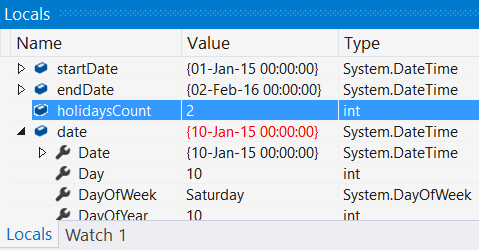 Locals
Name Value Type
startDate {01-Jan-15 00:00:00} System.DateTime
endDate {02-Feb-16 00:00:00} System.DateTime
holidaysCount 2 int
date {10-Jan-15 00:00:00} System.DateTime
Date {10-Jan-15 00:00:00} System.DateTime
Day 10 int
DayOfWeek Saturday System.DayOfWeek
DayOfYear 10 int
Locals Watch 1